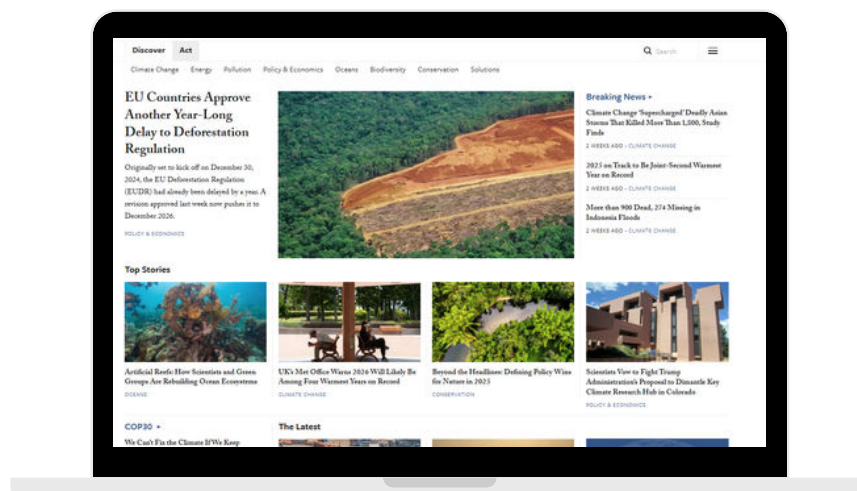 Discover Act
Search
Climate Change Energy Pollution Policy & Economics Oceans Biodiversity Conservation Solutions
EU Countries Approve
Another Year-Long
Delay to Deforestation
Regulation
Originally set to kick off on December 30,
2024, the EU Deforestation Regulation
(EUDR) had already been delayed by a year. A
revision approved last week now pushes it to
December 2026.
POLICY & ECONOMICS
Breaking News
Climate Change 'Supercharged' Deadly Asian
Storms That Killed More Than 1,500, Study
Finds
2 WEEKS AGO - CLIMATE CHANGE
2025 on Track to Be Joint-Second Warmest
Year on Record
2 WEEKS AGO - CLIMATE CHANGE
More than 900 Dead, 274 Missing in
Indonesia Floods
2 WEEKS AGO - CLIMATE CHANGE
Top Stories
Artificial Reefs: How Scientists and Green
Groups Are Rebuilding Ocean Ecosystems
OCEANS
UK's Met Office Warns 2026 Will Likely Be
Among Four Warmest Years on Record
CLIMATE CHANGE
Beyond the Headlines: Defining Policy Wins
for Nature in 2025
CONSERVATION
Scientists Vow to Fight Trump
Administration's Proposal to Dismantle Key
Climate Research Hub in Colorado
POLICY & ECONOMICS
COP30
We Can't Fix the Climate If We Keep
The Latest